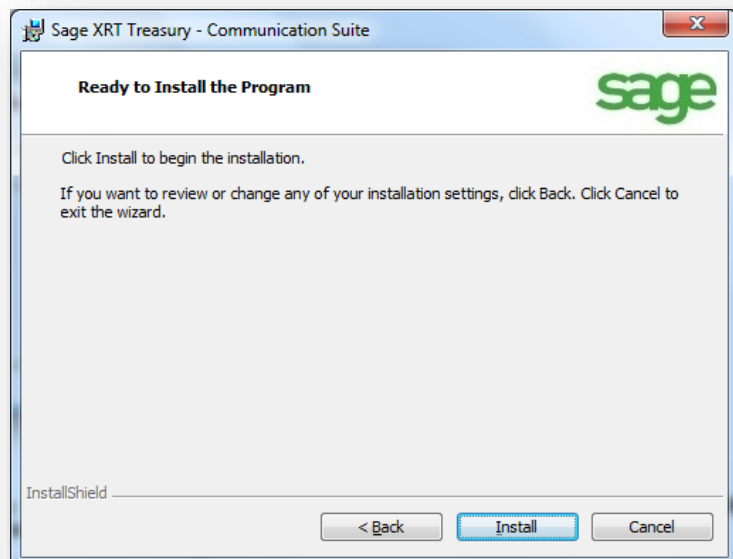 Sage XRT Treasury - Communication Suite
Ready to Install the Program
sage
Click Install to begin the installation.
If you want to review or change any of your installation settings, click Back. Click Cancel to
exit the wizard.
InstallShield
< Back
Install
Cancel